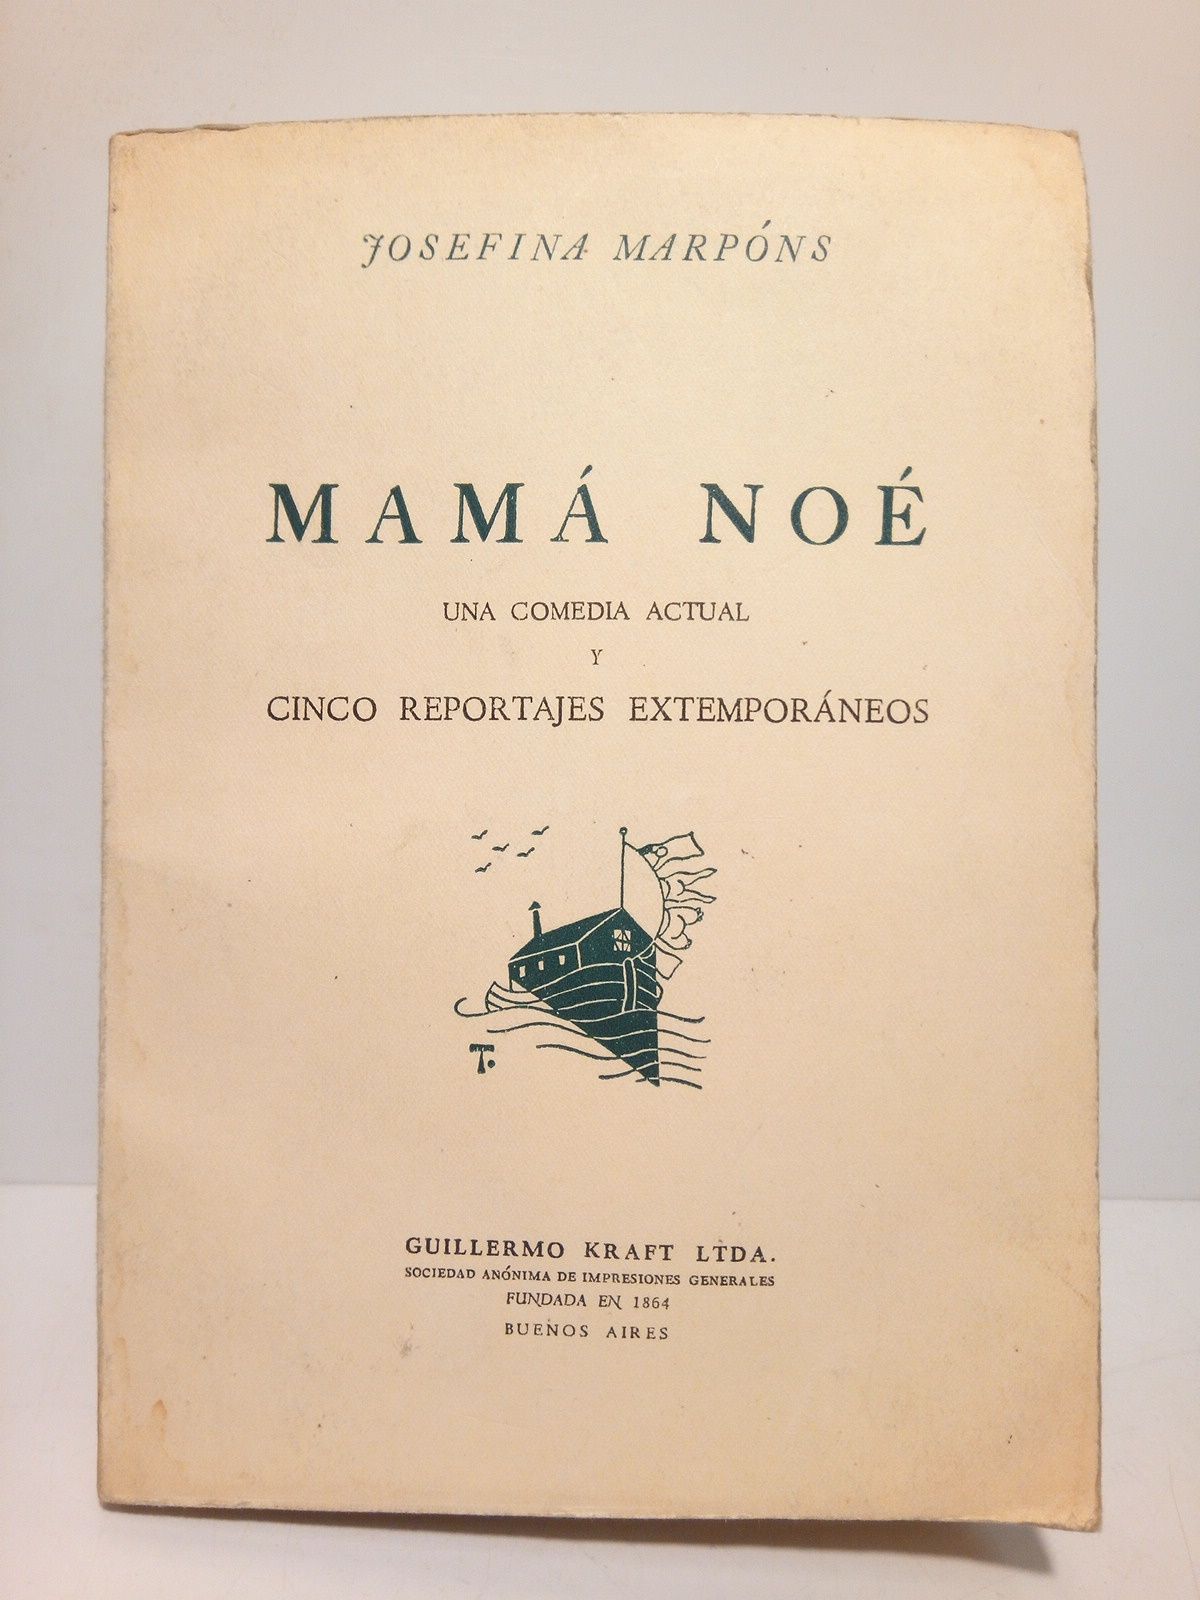 JOSEFINA MARPÓNS
MAMÁ NOÉ
UNA COMEDIA ACTUAL
Y
CINCO REPORTAJES EXTEMPORÁNEOS
T.
GUILLERMO KRAFT LTDA.
SOCIEDAD ANÓNIMA DE IMPRESIONES GENERALES
FUNDADA EN 1864
BUENOS AIRES